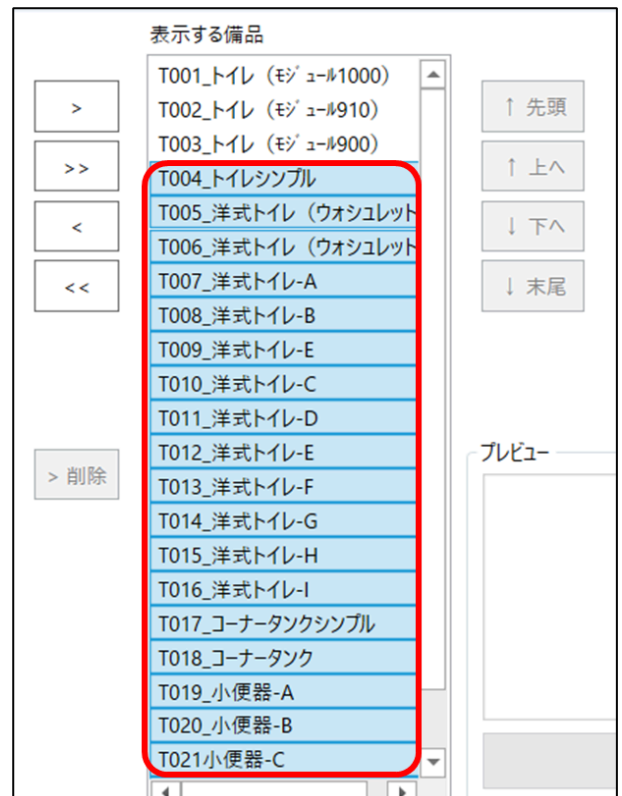 表示する備品
T001_トイレ（ﾓｼﾞｭｰﾙ1000）
T002_トイレ（ﾓｼﾞｭｰﾙ910）
T003_トイレ（ﾓｼﾞｭｰﾙ900）
T004_トイレシンプル
T005_洋式トイレ（ウォシュレット
T006_洋式トイレ（ウォシュレット
T007_洋式トイレ-A
T008_洋式トイレ-B
T009_洋式トイレ-E
T010_洋式トイレ-C
T011_洋式トイレ-D
T012_洋式トイレ-E
T013_洋式トイレ-F
T014_洋式トイレ-G
T015_洋式トイレ-H
T016_洋式トイレ-I
T017_コーナータンクシンプル
T018_コーナータンク
T019_小便器-A
T020_小便器-B
T021小便器-C
>
>>
<
<<
> 削除
↑ 先頭
↑ 上へ
↓ 下へ
↓ 末尾
プレビュー